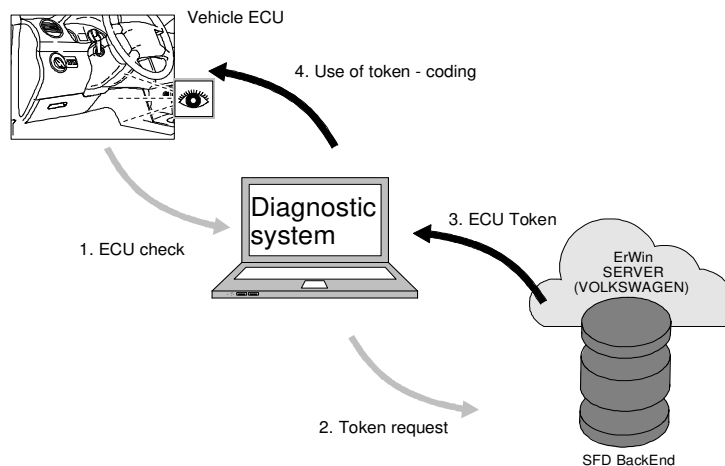 Vehicle ECU
4. Use of token - coding
Diagnostic
system
3. ECU Token
1. ECU check
ErWin
SERVER
(VOLKSWAGEN)
2. Token request
SFD BackEnd